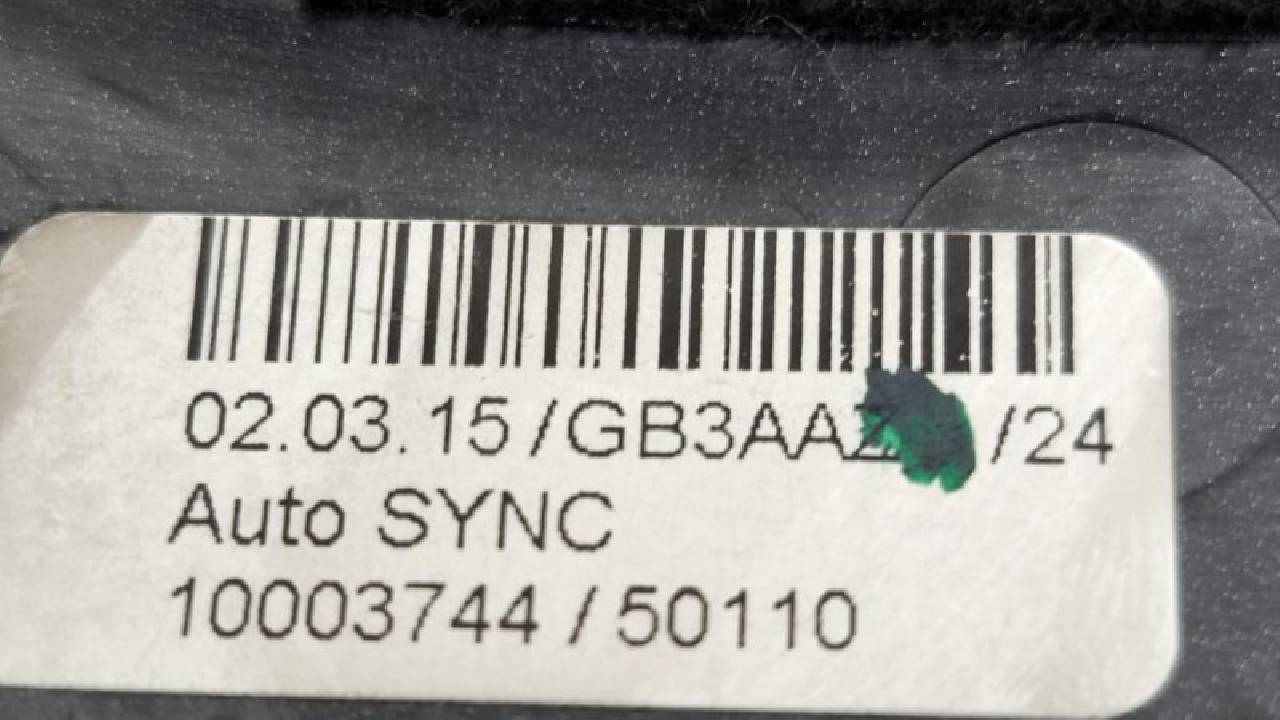 02.03.15/GB3AAZ /24
Auto SYNC
10003744 / 50110